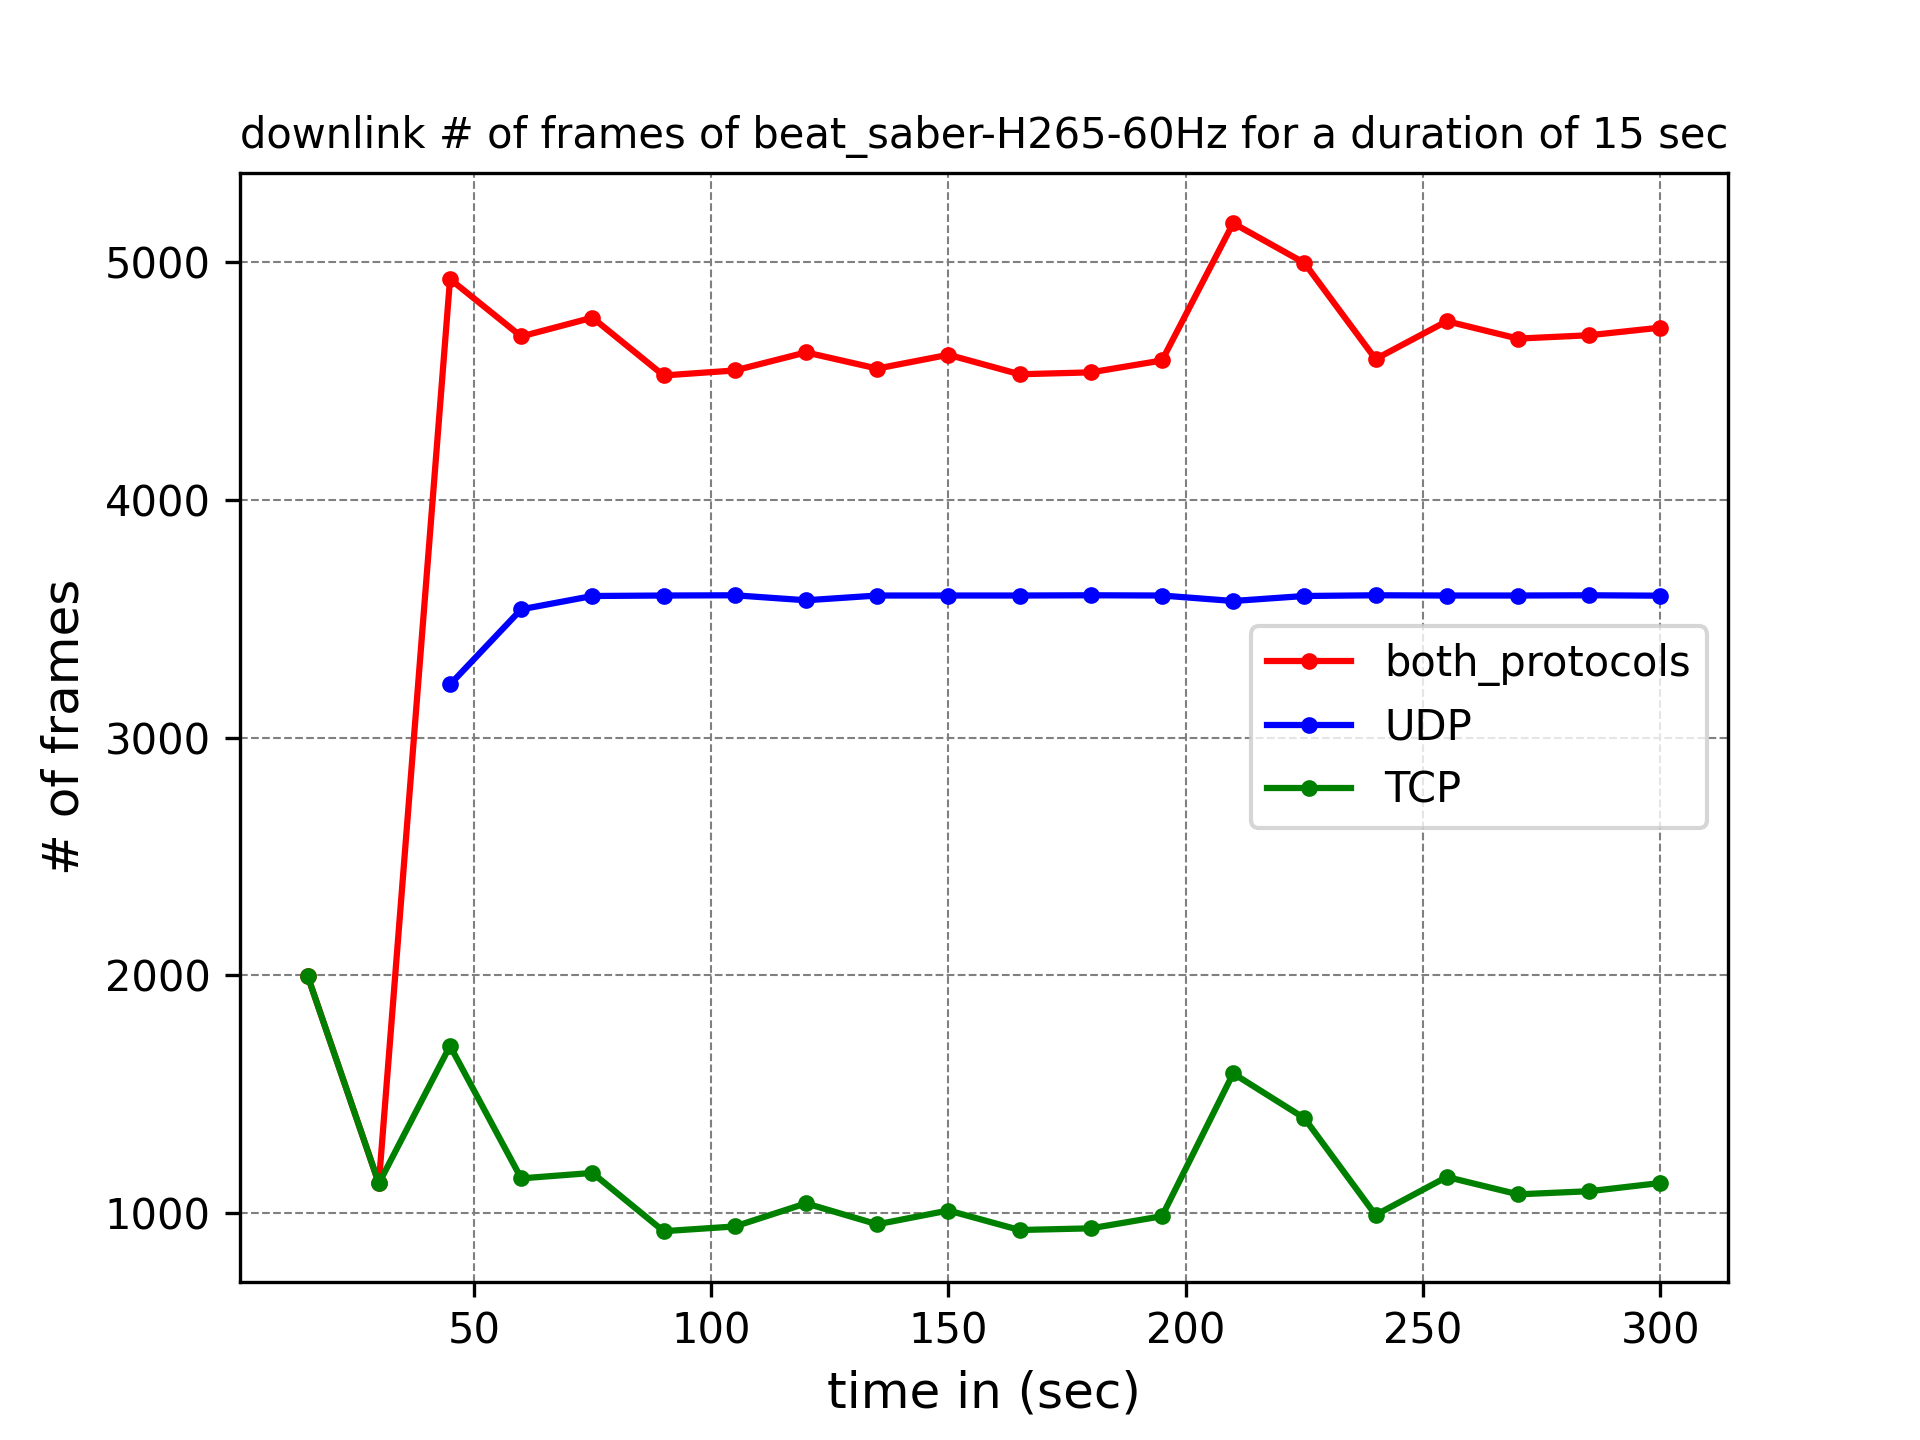 downlink # of frames of beat_saber-H265-60Hz for a duration of 15 sec
# of frames
5000
4000
3000
2000
1000
both_protocols
UDP
TCP
50 100 150 200 250 300
time in (sec)